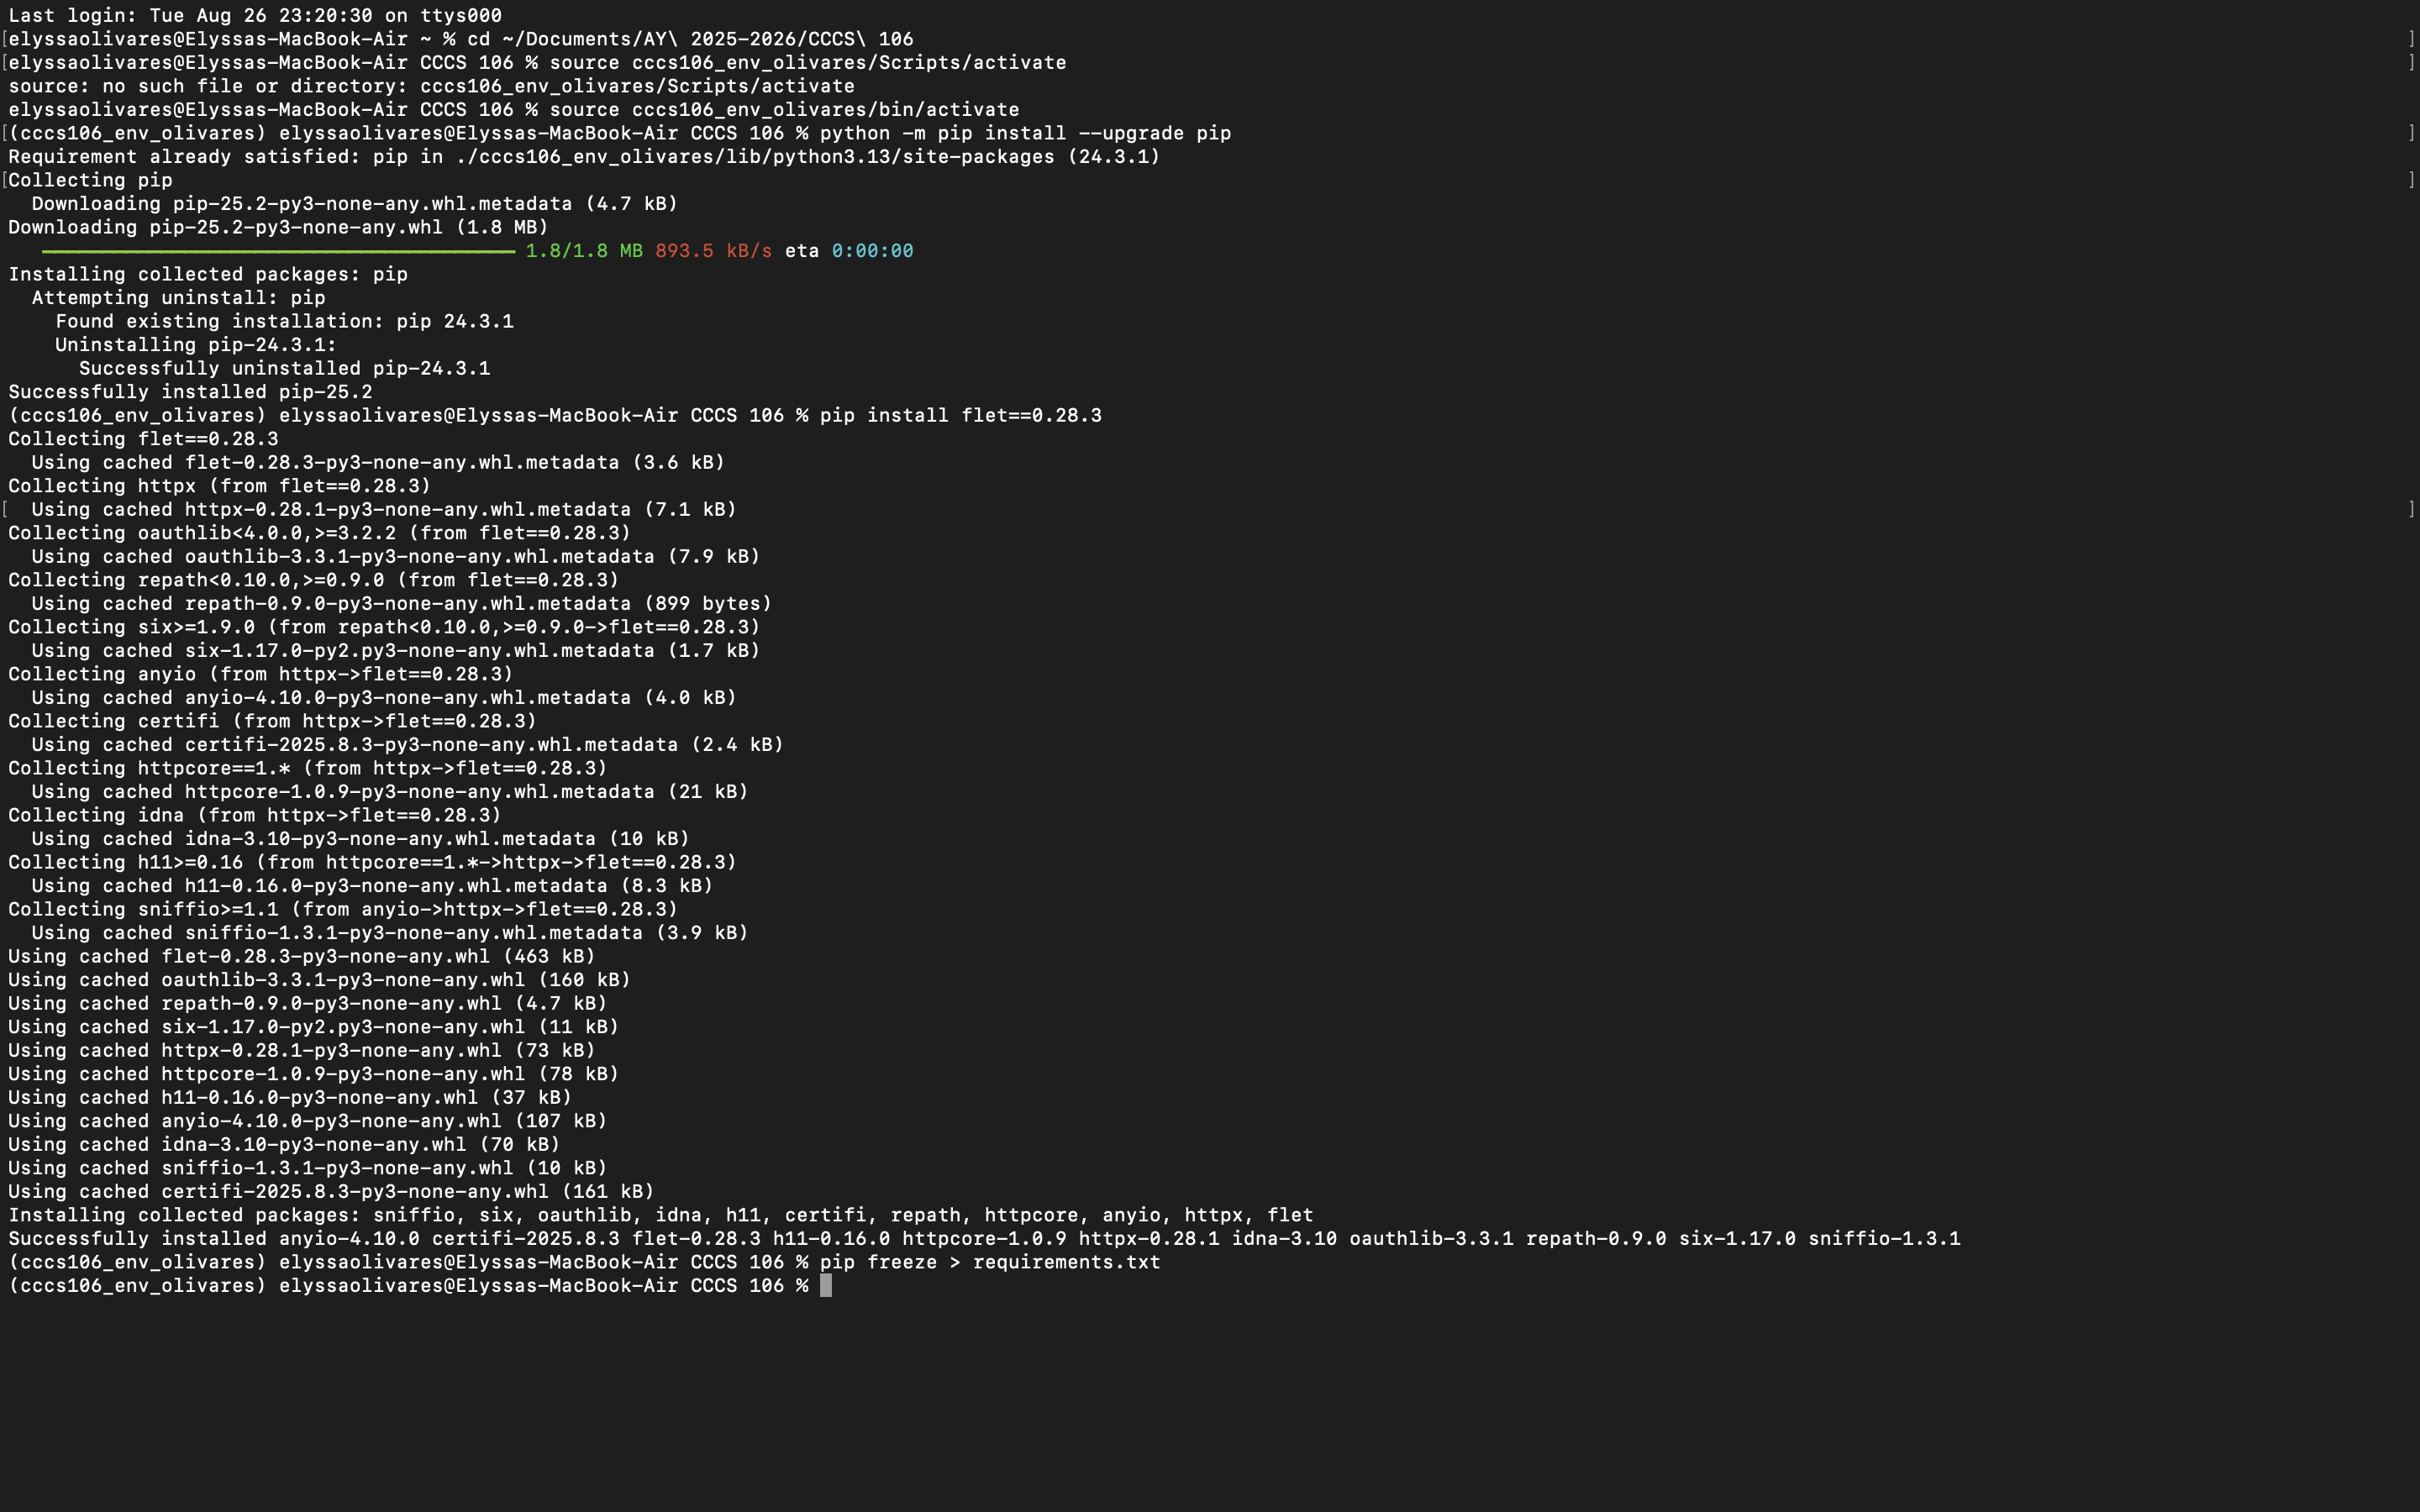 Last login: Tue Aug 26 23:20:30 on ttys000
[elyssaolivares@Elyssas-MacBook-Air ~ % cd ~/Documents/AY\ 2025-2026/CCCS\ 106 ]
[elyssaolivares@Elyssas-MacBook-Air CCCS 106 % source cccs106_env_olivares/Scripts/activate ]
source: no such file or directory: cccs106_env_olivares/Scripts/activate
elyssaolivares@Elyssas-MacBook-Air CCCS 106 % source cccs106_env_olivares/bin/activate
[(cccs106_env_olivares) elyssaolivares@Elyssas-MacBook-Air CCCS 106 % python -m pip install --upgrade pip ]
Requirement already satisfied: pip in ./cccs106_env_olivares/lib/python3.13/site-packages (24.3.1)
[Collecting pip ]
  Downloading pip-25.2-py3-none-any.whl.metadata (4.7 kB)
Downloading pip-25.2-py3-none-any.whl (1.8 MB)
1.8/1.8 MB 893.5 kB/s eta 0:00:00
Installing collected packages: pip
  Attempting uninstall: pip
    Found existing installation: pip 24.3.1
    Uninstalling pip-24.3.1:
      Successfully uninstalled pip-24.3.1
Successfully installed pip-25.2
(cccs106_env_olivares) elyssaolivares@Elyssas-MacBook-Air CCCS 106 % pip install flet==0.28.3
Collecting flet==0.28.3
  Using cached flet-0.28.3-py3-none-any.whl.metadata (3.6 kB)
Collecting httpx (from flet==0.28.3)
[  Using cached httpx-0.28.1-py3-none-any.whl.metadata (7.1 kB) ]
Collecting oauthlib<4.0.0,>=3.2.2 (from flet==0.28.3)
  Using cached oauthlib-3.3.1-py3-none-any.whl.metadata (7.9 kB)
Collecting repath<0.10.0,>=0.9.0 (from flet==0.28.3)
  Using cached repath-0.9.0-py3-none-any.whl.metadata (899 bytes)
Collecting six>=1.9.0 (from repath<0.10.0,>=0.9.0->flet==0.28.3)
  Using cached six-1.17.0-py2.py3-none-any.whl.metadata (1.7 kB)
Collecting anyio (from httpx->flet==0.28.3)
  Using cached anyio-4.10.0-py3-none-any.whl.metadata (4.0 kB)
Collecting certifi (from httpx->flet==0.28.3)
  Using cached certifi-2025.8.3-py3-none-any.whl.metadata (2.4 kB)
Collecting httpcore==1.* (from httpx->flet==0.28.3)
  Using cached httpcore-1.0.9-py3-none-any.whl.metadata (21 kB)
Collecting idna (from httpx->flet==0.28.3)
  Using cached idna-3.10-py3-none-any.whl.metadata (10 kB)
Collecting h11>=0.16 (from httpcore==1.*->httpx->flet==0.28.3)
  Using cached h11-0.16.0-py3-none-any.whl.metadata (8.3 kB)
Collecting sniffio>=1.1 (from anyio->httpx->flet==0.28.3)
  Using cached sniffio-1.3.1-py3-none-any.whl.metadata (3.9 kB)
Using cached flet-0.28.3-py3-none-any.whl (463 kB)
Using cached oauthlib-3.3.1-py3-none-any.whl (160 kB)
Using cached repath-0.9.0-py3-none-any.whl (4.7 kB)
Using cached six-1.17.0-py2.py3-none-any.whl (11 kB)
Using cached httpx-0.28.1-py3-none-any.whl (73 kB)
Using cached httpcore-1.0.9-py3-none-any.whl (78 kB)
Using cached h11-0.16.0-py3-none-any.whl (37 kB)
Using cached anyio-4.10.0-py3-none-any.whl (107 kB)
Using cached idna-3.10-py3-none-any.whl (70 kB)
Using cached sniffio-1.3.1-py3-none-any.whl (10 kB)
Using cached certifi-2025.8.3-py3-none-any.whl (161 kB)
Installing collected packages: sniffio, six, oauthlib, idna, h11, certifi, repath, httpcore, anyio, httpx, flet
Successfully installed anyio-4.10.0 certifi-2025.8.3 flet-0.28.3 h11-0.16.0 httpcore-1.0.9 httpx-0.28.1 idna-3.10 oauthlib-3.3.1 repath-0.9.0 six-1.17.0 sniffio-1.3.1
(cccs106_env_olivares) elyssaolivares@Elyssas-MacBook-Air CCCS 106 % pip freeze > requirements.txt
(cccs106_env_olivares) elyssaolivares@Elyssas-MacBook-Air CCCS 106 %